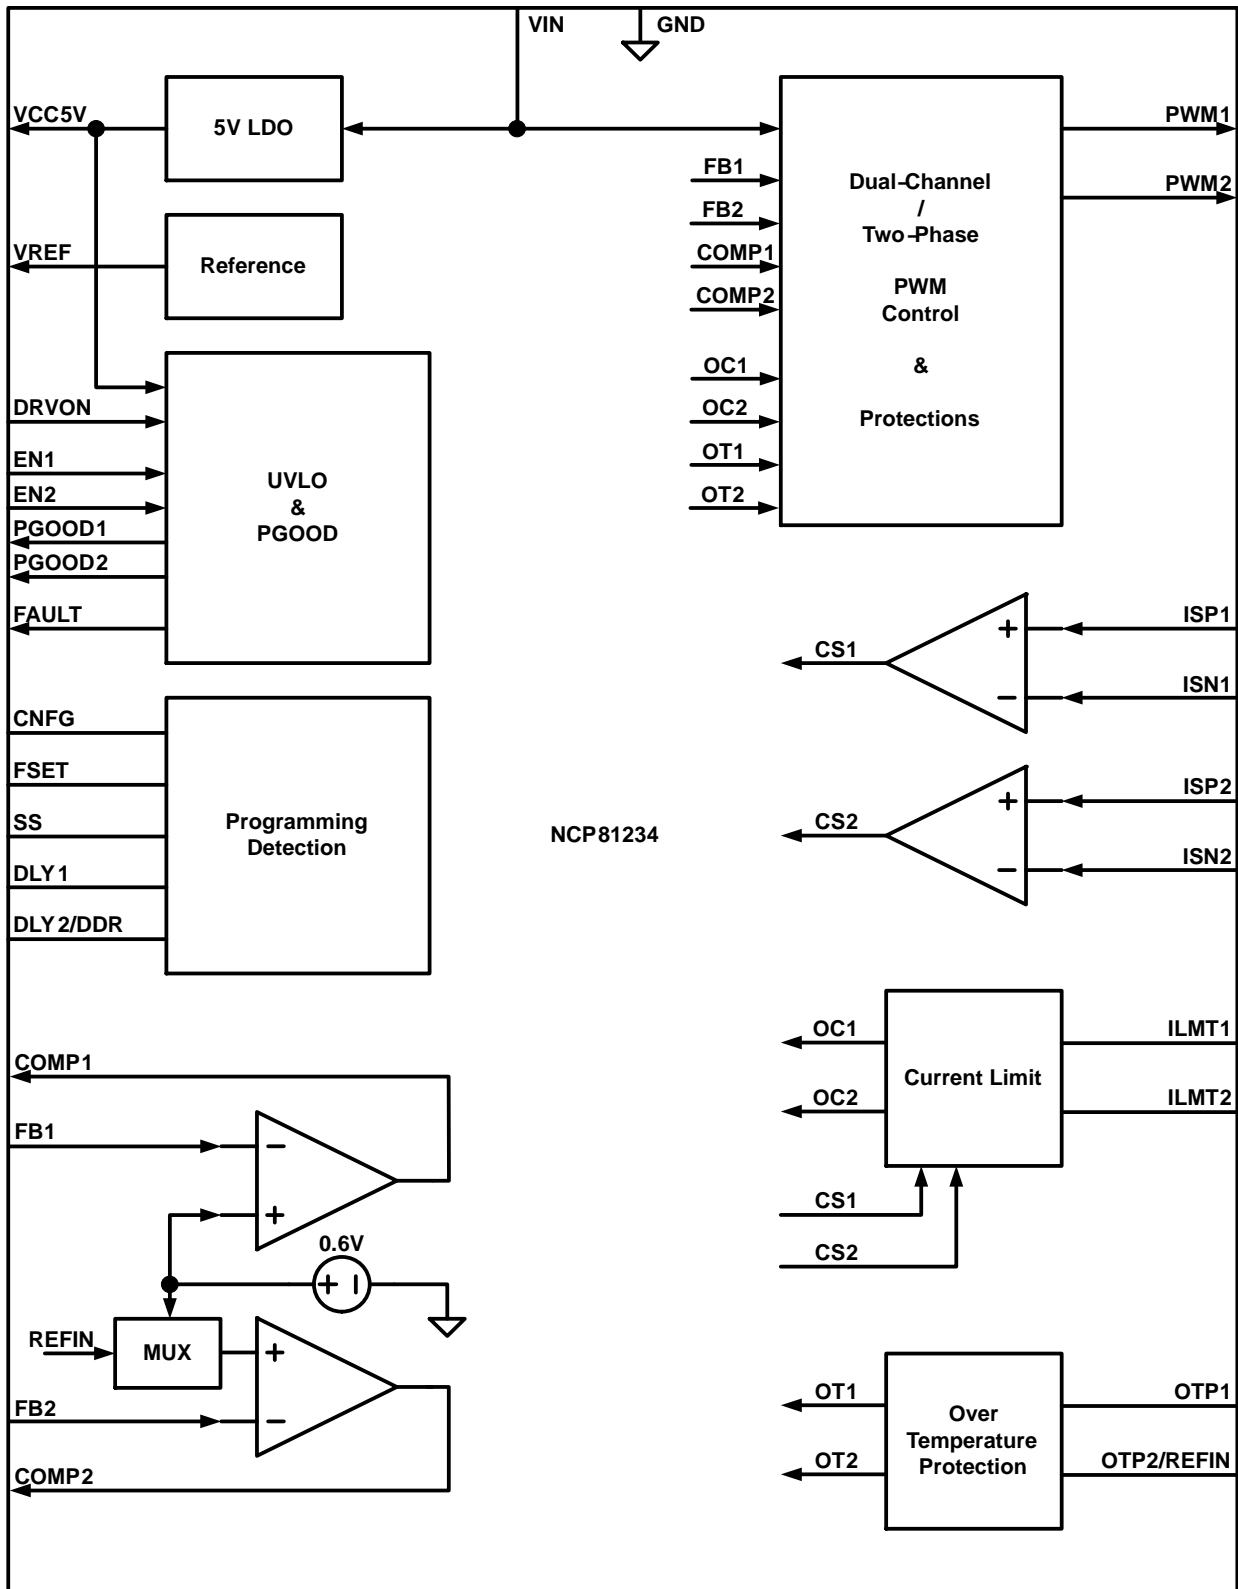 VIN
GND
VCC5V
5V LDO
VREF
Reference
DRVON
EN1
EN2
PGOOD1
PGOOD2
FAULT
UVLO
&
PGOOD
CNFG
FSET
SS
DLY1
DLY2/DDR
Programming
Detection
COMP1
FB1
−
+
0.6V
+ −
REFIN
MUX
+
−
FB2
COMP2
NCP81234
FB1
FB2
COMP1
COMP2
OC1
OC2
OT1
OT2
Dual-Channel
/
Two-Phase
PWM
Control
&
Protections
PWM1
PWM2
CS1
+
−
ISP1
ISN1
CS2
+
−
ISP2
ISN2
OC1
OC2
Current Limit
ILMT1
ILMT2
CS1
CS2
OT1
OT2
Over
Temperature
Protection
OTP1
OTP2/REFIN